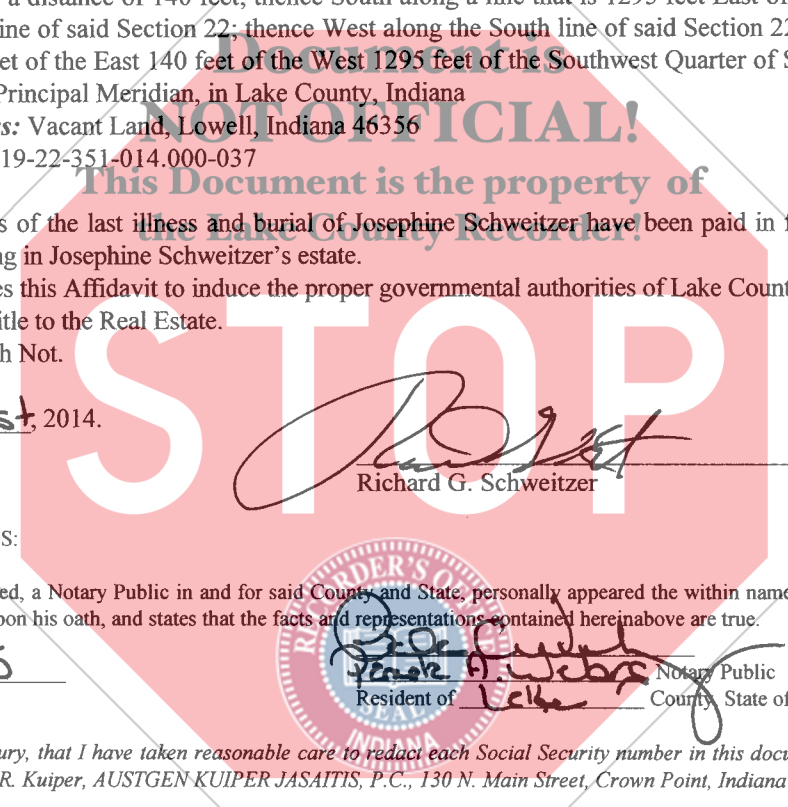 a distance of 140 feet, thence South along a line that is 1295 feet East of
ine of said Section 22; thence West along the South line of said Section 22
et of the East 140 feet of the West 1295 feet of the Southwest Quarter of S
Principal Meridian, in Lake County, Indiana
s: Vacant Land, Lowell, Indiana 46356
19-22-351-014.000-037
Document is
NOT OFFICIAL!
This Document is the property of
the Lake County Recorder!
s of the last illness and burial of Josephine Schweitzer have been paid in f
g in Josephine Schweitzer's estate.
es this Affidavit to induce the proper governmental authorities of Lake Count
itle to the Real Estate.
h Not.
STOP
st, 2014.
Richard G. Schweitzer
S:
ed, a Notary Public in and for said County and State, personally appeared the within name
pon his oath, and states that the facts and representations contained hereinabove are true.
RECORDER'S OFFICE
Notary Public
Resident of Lake County, State of
SEAL
INDIANA
ury, that I have taken reasonable care to redact each Social Security number in this docu
R. Kuiper, AUSTGEN KUIPER JASAITIS, P.C., 130 N. Main Street, Crown Point, Indiana